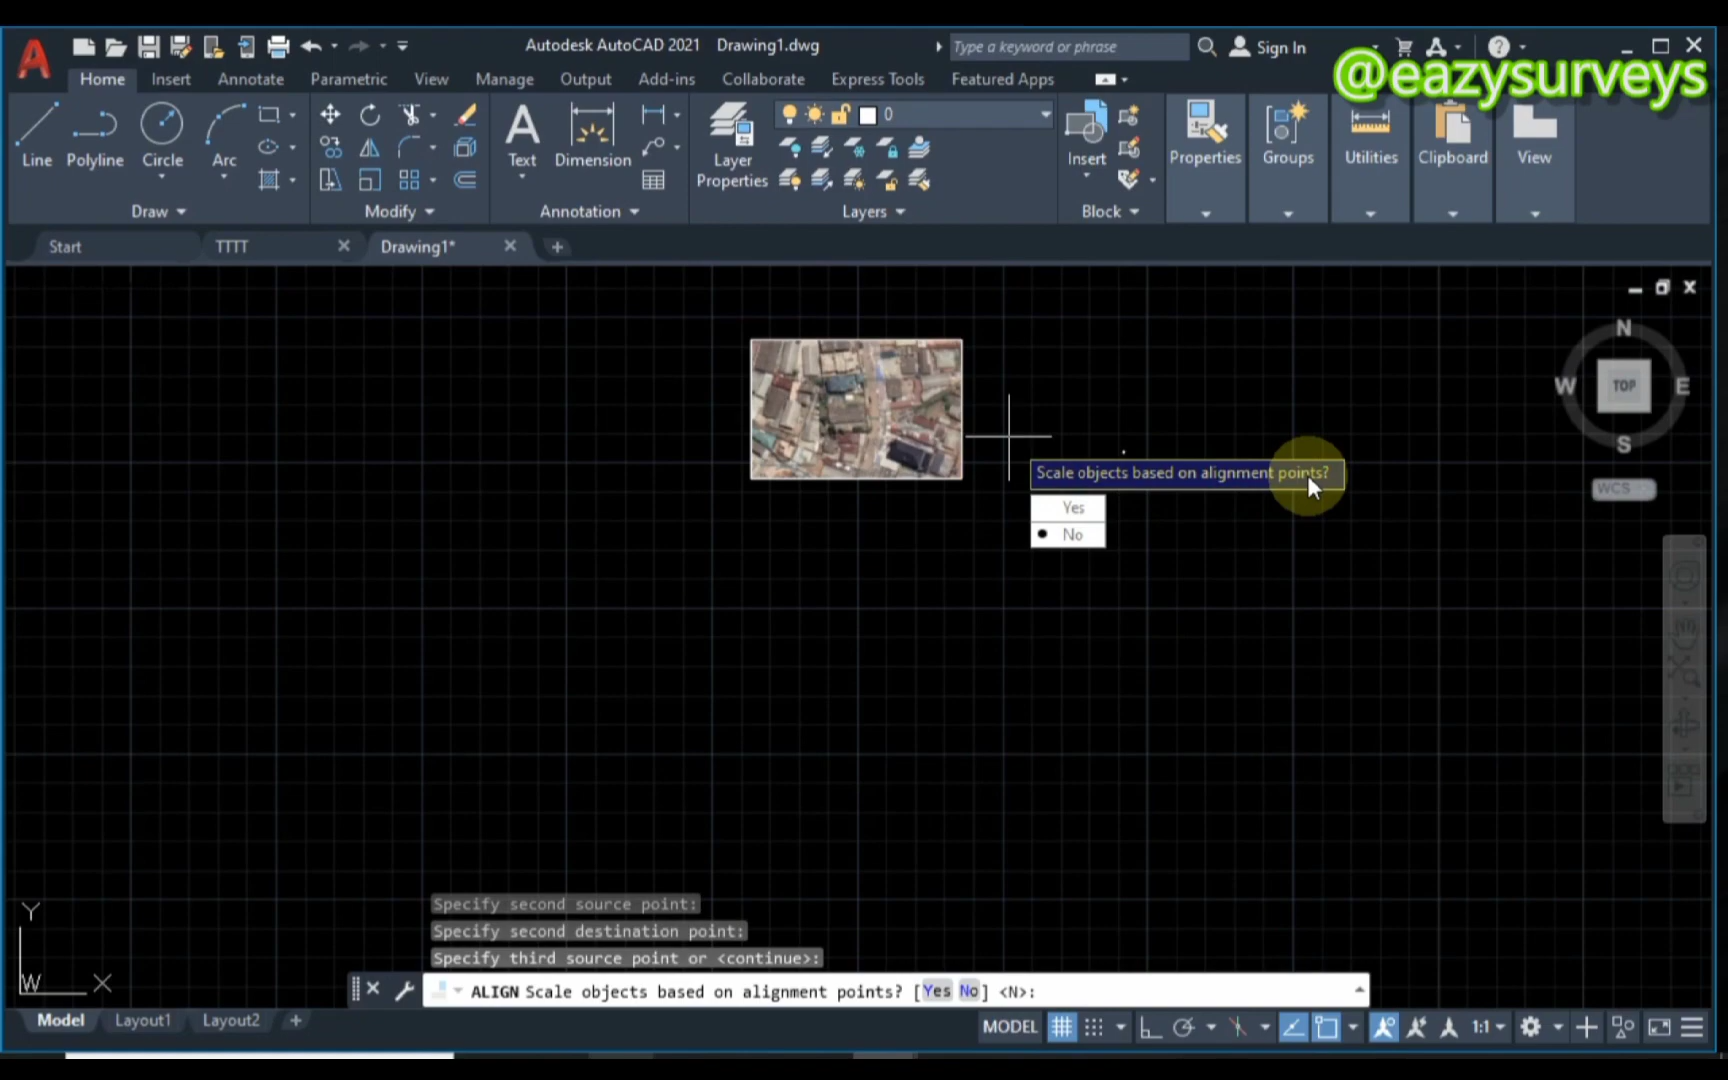 Autodesk AutoCAD 2021 Drawing1.dwg
Type a keyword or phrase
Sign In
@eazysurveys
Home Insert Annotate Parametric View Manage Output Add-ins Collaborate Express Tools Featured Apps
0
Line Polyline Circle Arc
Text Dimension
Layer Properties
Insert
Properties Groups Utilities Clipboard View
Draw Modify Annotation Layers Block
Start TTTT Drawing1*
N
W TOP E
S
WCS
Scale objects based on alignment points?
Yes
No
Y
W X
Specify second source point:
Specify second destination point:
Specify third source point or <continue>:
ALIGN Scale objects based on alignment points? [Yes No] <N>:
Model Layout1 Layout2
MODEL 1:1